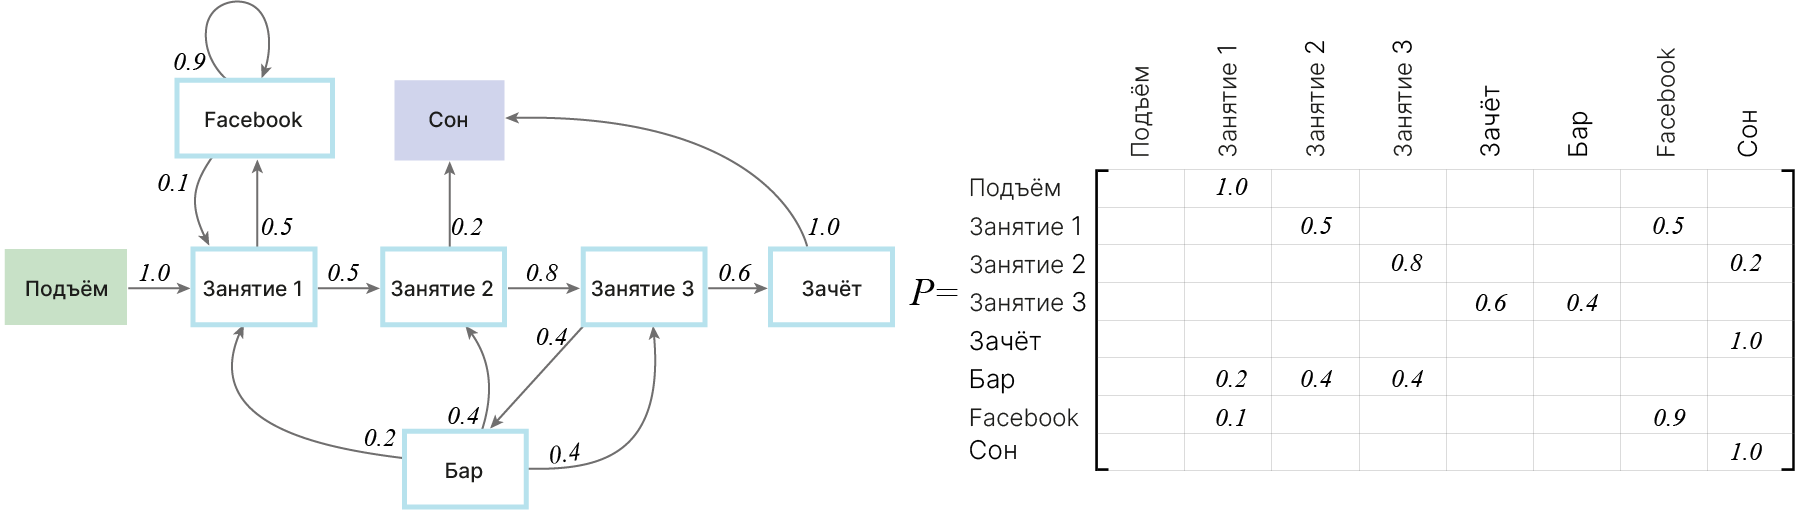 0.9
Facebook
Сон
0.1
0.5
0.2
1.0
Подъём
1.0
Занятие 1
0.5
Занятие 2
0.8
Занятие 3
0.6
Зачёт
0.4
0.2
0.4
0.4
Бар
P=
Подъём Занятие 1 Занятие 2 Занятие 3 Зачёт Бар Facebook Сон
Подъём 1.0
Занятие 1 0.5 0.5
Занятие 2 0.8 0.2
Занятие 3 0.6 0.4
Зачёт 1.0
Бар 0.2 0.4 0.4
Facebook 0.1 0.9
Сон 1.0